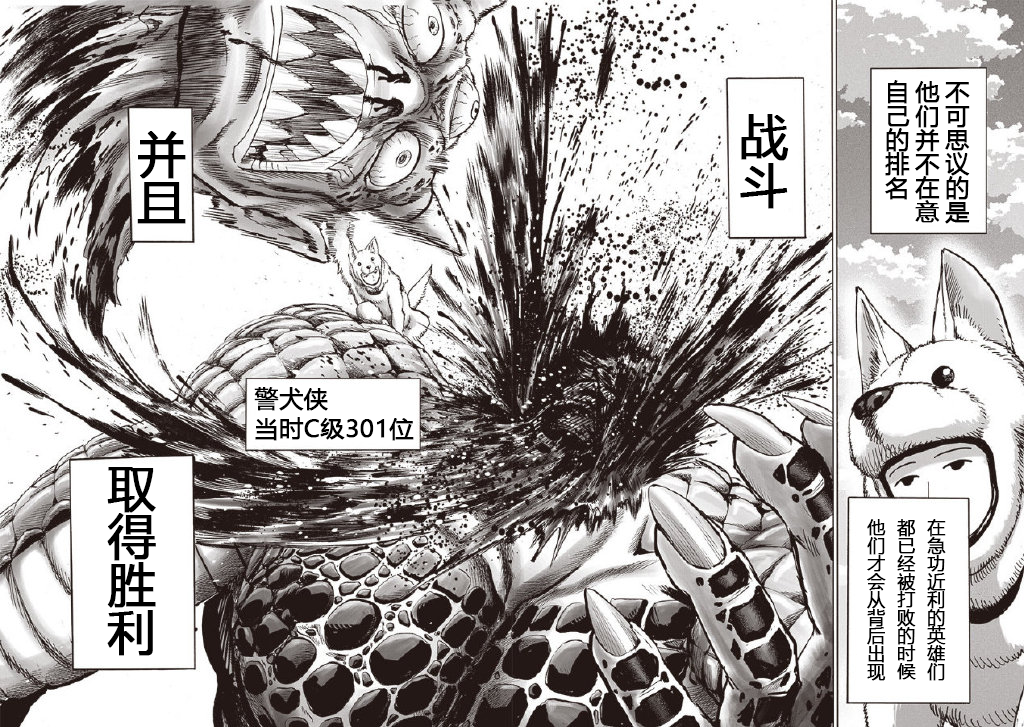 不可思议的是
他们并不在意
自己的排名
在急功近利的英雄们
都已经被打败的时候
他们才会从背后出现
战斗
并且
警犬侠
当时C级301位
取得胜利